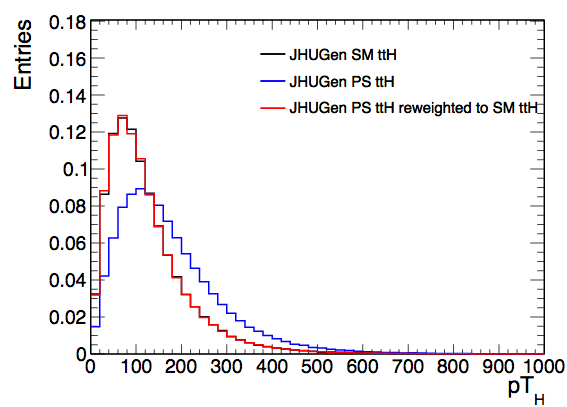 Entries
0.18
0.16
0.14
0.12
0.1
0.08
0.06
0.04
0.02
0
JHUGen SM ttH
JHUGen PS ttH
JHUGen PS ttH reweighted to SM ttH
0 100 200 300 400 500 600 700 800 900 1000
pT_H